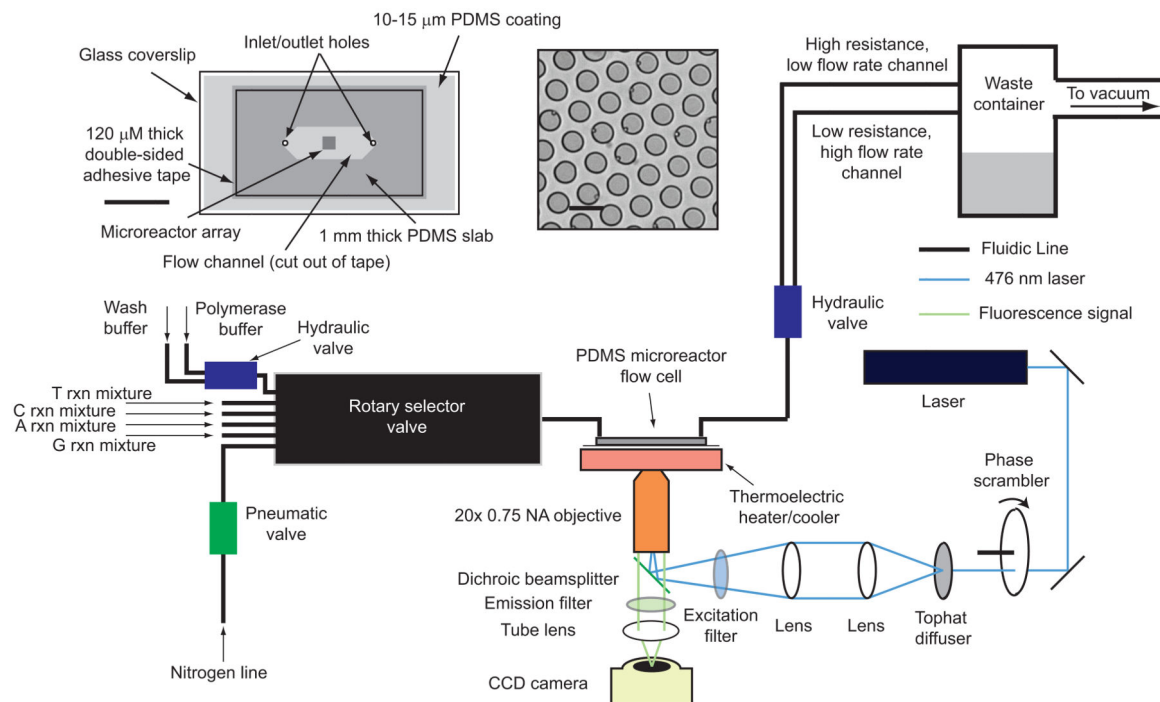 10-15 μm PDMS coating
Inlet/outlet holes
Glass coverslip
120 μM thick
double-sided
adhesive tape
Microreactor array
1 mm thick PDMS slab
Flow channel (cut out of tape)
High resistance,
low flow rate
channel
Waste
container
To vacuum
Low resistance,
high flow rate
channel
Fluidic Line
476 nm laser
Fluorescence signal
Wash
buffer
Polymerase
buffer
Hydraulic
valve
T rxn mixture
C rxn mixture
A rxn mixture
G rxn mixture
Rotary selector
valve
PDMS microreactor
flow cell
Hydraulic
valve
Laser
Pneumatic
valve
Nitrogen line
Thermoelectric
heater/cooler
20x 0.75 NA objective
Phase
scrambler
Dichroic beamsplitter
Emission filter
Tube lens
CCD camera
Excitation
filter
Lens
Lens
Tophat
diffuser